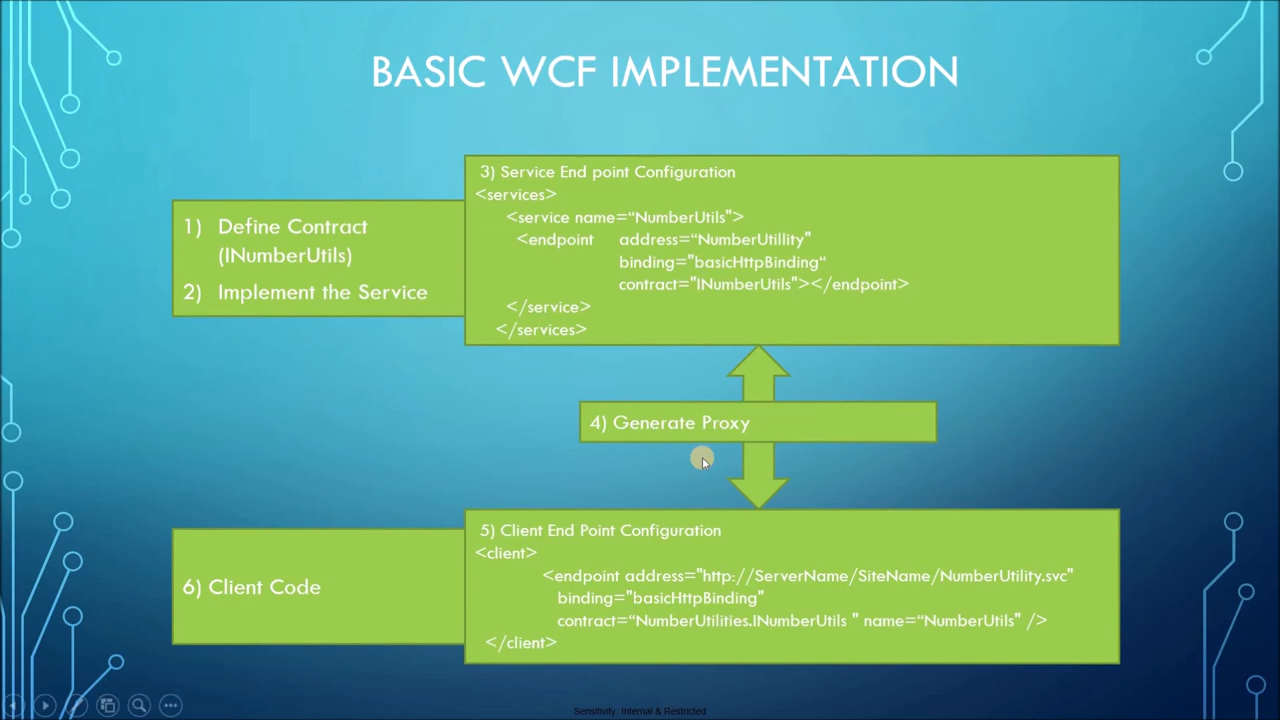 BASIC WCF IMPLEMENTATION
1) Define Contract
(INumberUtils)
2) Implement the Service
3) Service End point Configuration
<services>
<service name=“NumberUtils">
<endpoint address=“NumberUtillity"
binding="basicHttpBinding“
contract="INumberUtils"></endpoint>
</service>
</services>
4) Generate Proxy
5) Client End Point Configuration
<client>
<endpoint address="http://ServerName/SiteName/NumberUtility.svc"
binding="basicHttpBinding"
contract=“NumberUtilities.INumberUtils " name=“NumberUtils" />
</client>
6) Client Code
Sensitivity: Internal & Restricted